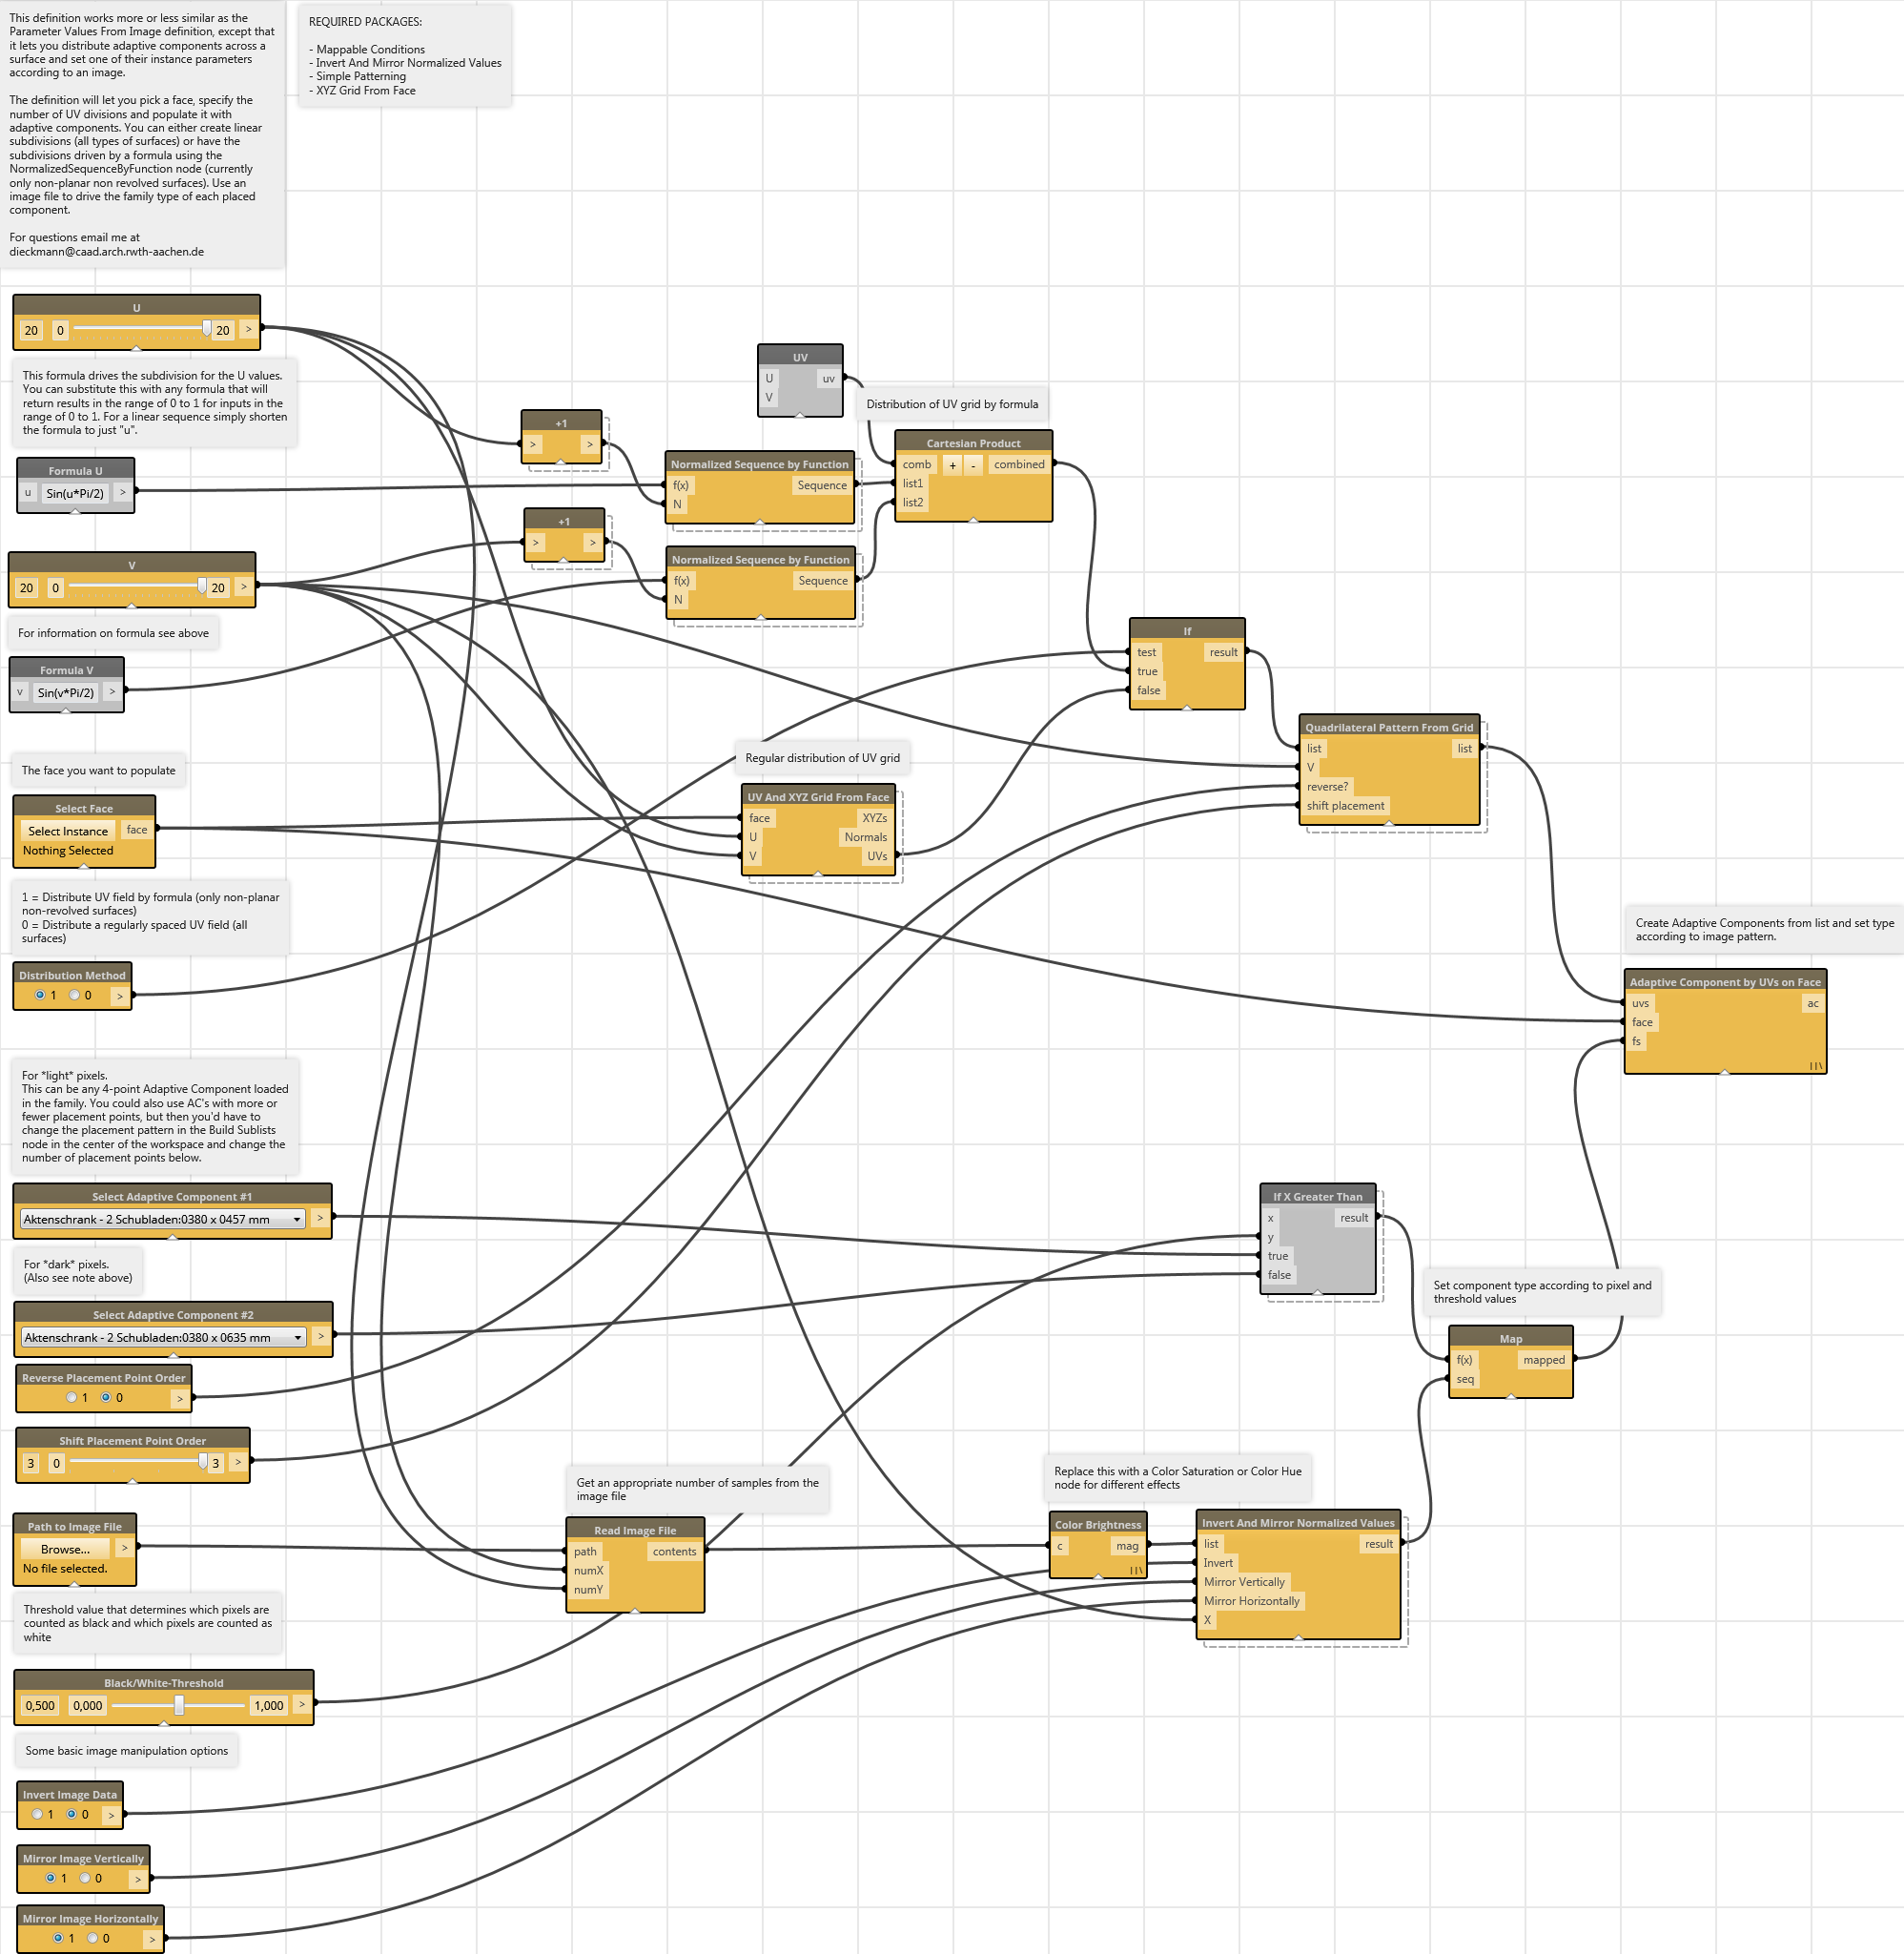 This definition works more or less similar as the
Parameter Values From Image definition, except that
it lets you distribute adaptive components across a
surface and set one of their instance parameters
according to an image.
The definition will let you pick a face, specify the
number of UV divisions and populate it with
adaptive components. You can either create linear
subdivisions (all types of surfaces) or have the
subdivisions driven by a formula using the
NormalizedSequenceByFunction node (currently
only non-planar non revolved surfaces). Use an
image file to drive the family type of each placed
component.
For questions email me at
dieckmann@caad.arch.rwth-aachen.de
REQUIRED PACKAGES:
- Mappable Conditions
- Invert And Mirror Normalized Values
- Simple Patterning
- XYZ Grid From Face
U
20 0 20 >
This formula drives the subdivision for the U values.
You can substitute this with any formula that will
return results in the range of 0 to 1 for inputs in the
range of 0 to 1. For a linear sequence simply shorten
the formula to just "u".
Formula U
u Sin(u*Pi/2) >
V
20 0 20 >
For information on formula see above
Formula V
v Sin(v*Pi/2) >
+1
> >
+1
> >
UV
U uv
V
Distribution of UV grid by formula
Normalized Sequence by Function
f(x) Sequence
N
Normalized Sequence by Function
f(x) Sequence
N
Cartesian Product
comb + - combined
list1
list2
If
test result
true
false
Quadrilateral Pattern From Grid
list list
V
reverse?
shift placement
The face you want to populate
Select Face
Select Instance face
Nothing Selected
Regular distribution of UV grid
UV And XYZ Grid From Face
face XYZs
U Normals
V UVs
1 = Distribute UV field by formula (only non-planar
non-revolved surfaces)
0 = Distribute a regularly spaced UV field (all
surfaces)
Distribution Method
1 0 >
Create Adaptive Components from list and set type
according to image pattern.
Adaptive Component by UVs on Face
uvs ac
face
fs
For *light* pixels.
This can be any 4-point Adaptive Component loaded
in the family. You could also use AC's with more or
fewer placement points, but then you'd have to
change the placement pattern in the Build Sublists
node in the center of the workspace and change the
number of placement points below.
Select Adaptive Component #1
Aktenschrank - 2 Schubladen:0380 x 0457 mm >
For *dark* pixels.
(Also see note above)
Select Adaptive Component #2
Aktenschrank - 2 Schubladen:0380 x 0635 mm >
Reverse Placement Point Order
1 0 >
Shift Placement Point Order
3 0 3 >
If X Greater Than
x result
y
true
false
Set component type according to pixel and
threshold values
Map
f(x) mapped
seq
Path to Image File
Browse... >
No file selected.
Get an appropriate number of samples from the
image file
Read Image File
path contents
numX
numY
Replace this with a Color Saturation or Color Hue
node for different effects
Color Brightness
c mag
Invert And Mirror Normalized Values
list result
Invert
Mirror Vertically
Mirror Horizontally
X
Threshold value that determines which pixels are
counted as black and which pixels are counted as
white
Black/White-Threshold
0,500 0,000 1,000 >
Some basic image manipulation options
Invert Image Data
1 0 >
Mirror Image Vertically
1 0 >
Mirror Image Horizontally
1 0 >